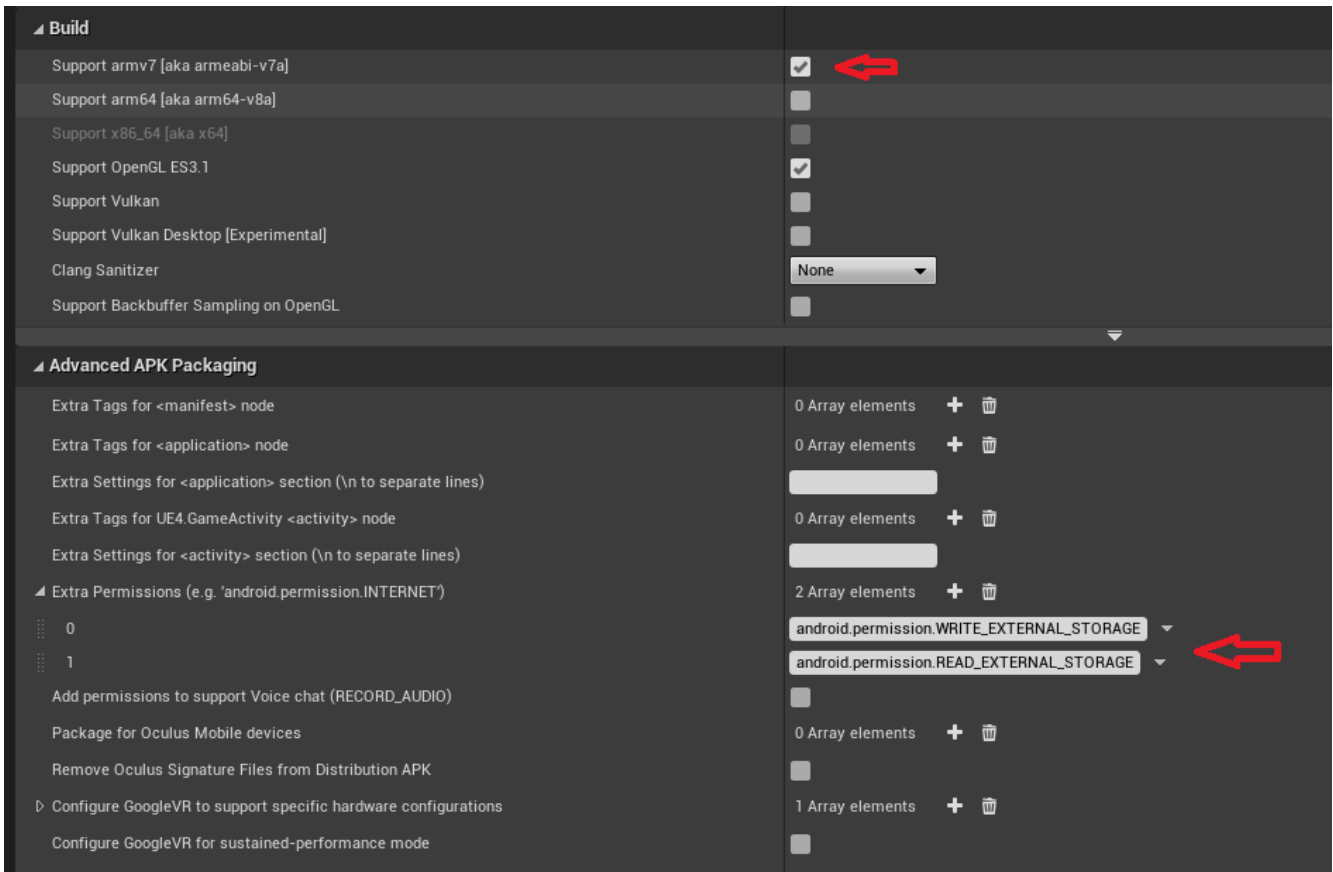 Build
Support armv7 [aka armeabi-v7a]
Support arm64 [aka arm64-v8a]
Support x86_64 [aka x64]
Support OpenGL ES3.1
Support Vulkan
Support Vulkan Desktop [Experimental]
Clang Sanitizer None
Support Backbuffer Sampling on OpenGL
Advanced APK Packaging
Extra Tags for <manifest> node 0 Array elements
Extra Tags for <application> node 0 Array elements
Extra Settings for <application> section (\n to separate lines)
Extra Tags for UE4.GameActivity <activity> node 0 Array elements
Extra Settings for <activity> section (\n to separate lines)
Extra Permissions (e.g. 'android.permission.INTERNET') 2 Array elements
0 android.permission.WRITE_EXTERNAL_STORAGE
1 android.permission.READ_EXTERNAL_STORAGE
Add permissions to support Voice chat (RECORD_AUDIO)
Package for Oculus Mobile devices 0 Array elements
Remove Oculus Signature Files from Distribution APK
Configure GoogleVR to support specific hardware configurations 1 Array elements
Configure GoogleVR for sustained-performance mode